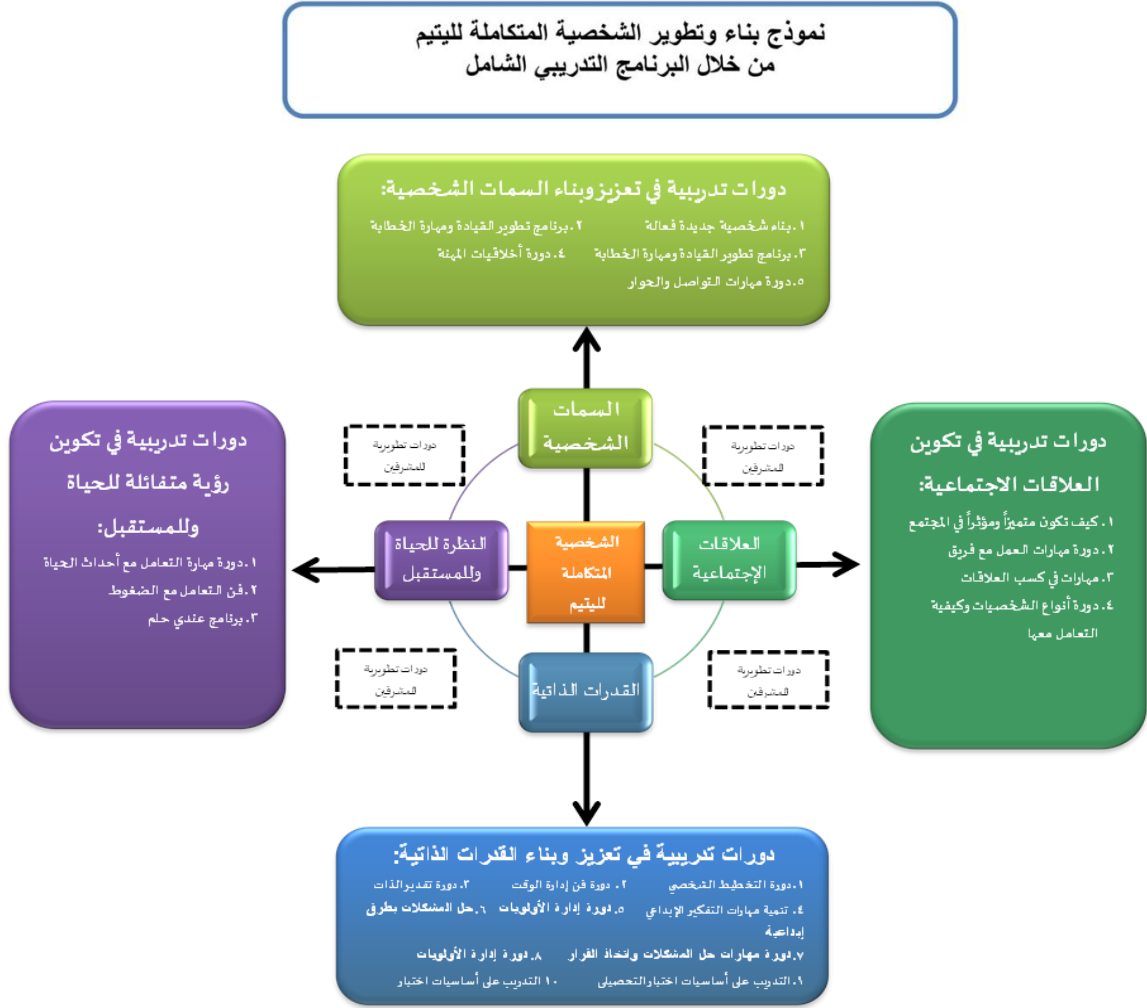 نموذج بناء وتطوير الشخصية المتكاملة لليتيم
من خلال البرنامج التدريبي الشامل
دورات تدريبية في تعزيز وبناء السمات الشخصية:
١. بناء شخصية جديدة فعالة ٢. برنامج تطوير القيادة ومهارة الخطابة
٣. برنامج تطوير القيادة ومهارة الخطابة ٤. دورة أخلاقيات المهنة
٥. دورة مهارات التواصل والحوار
السمات
الشخصية
دورات تدريبية في تكوين
العلاقات الاجتماعية:
١. كيف تكون متميزاً ومؤثراً في المجتمع
٢. دورة مهارات العمل مع فريق
٣. مهارات في كسب العلاقات
٤. دورة أنواع الشخصيات وكيفية
التعامل معها
دورات تطويرية
للمشرفين
دورات تطويرية
للمشرفين
العلاقات
الإجتماعية
الشخصية
المتكاملة
لليتيم
النظرة للحياة
وللمستقبل
دورات تدريبية في تكوين
رؤية متفائلة للحياة
وللمستقبل:
١. دورة مهارة التعامل مع أحداث الحياة
٢. فن التعامل مع الضغوط
٣. برنامج عندي حلم
دورات تطويرية
للمشرفين
دورات تطويرية
للمشرفين
القدرات الذاتية
دورات تدريبية في تعزيز وبناء القدرات الذاتية:
١. دورة التخطيط الشخصي ٢. دورة فن إدارة الوقت ٣. دورة تقدير الذات
٤. تنمية مهارات التفكير الإبداعي ٥. دورة إدارة الأولويات ٦. حل المشكلات بطرق
إبداعية
٧. دورة مهارات حل المشكلات واتخاذ القرار ٨. دورة إدارة الأولويات
٩. التدريب على أساسيات اختبار التحصيلى ١٠ التدريب على أساسيات اختبار